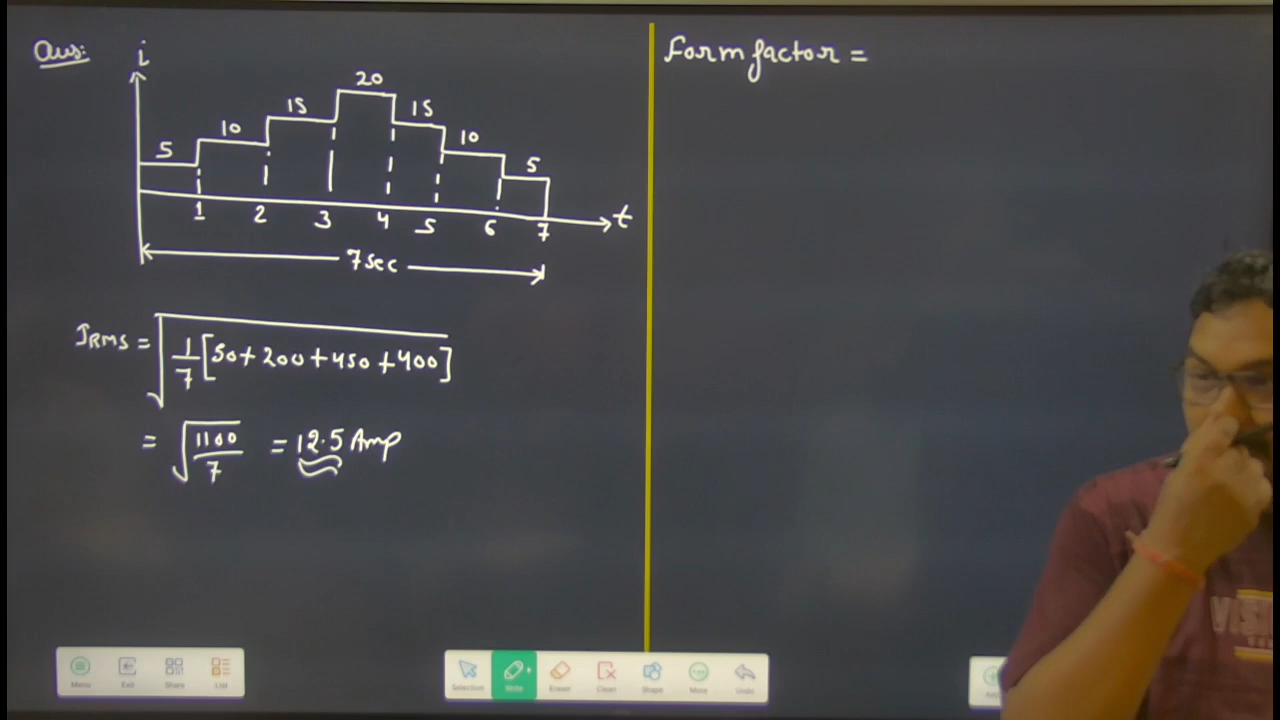 Ans:
i
20
15
15
10
10
5
5
1 2 3 4 5 6 7
t
7sec
IRMS = √1/7[50+200+450+400]
= √1100/7 = 12.5 Amp
Form factor =
Menu Exit Share List
Selection Write Eraser Clean Shape More Undo